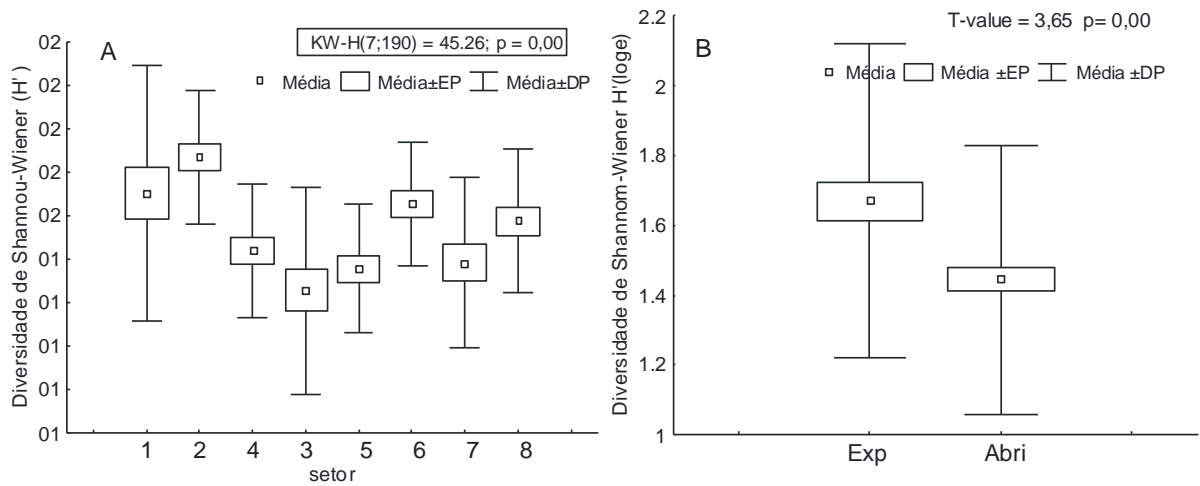 A
KW-H(7;190) = 45.26; p = 0,00
Média Média±EP Média±DP
Diversidade de Shannou-Wiener (H')
02
02
02
02
02
01
01
01
01
01
1 2 4 3 5 6 7 8
setor
B
T-value = 3,65 p= 0,00
Média Média ±EP Média ±DP
Diversidade de Shannom-Wiener H'(loge)
2.2
2
1.8
1.6
1.4
1.2
1
Exp Abri